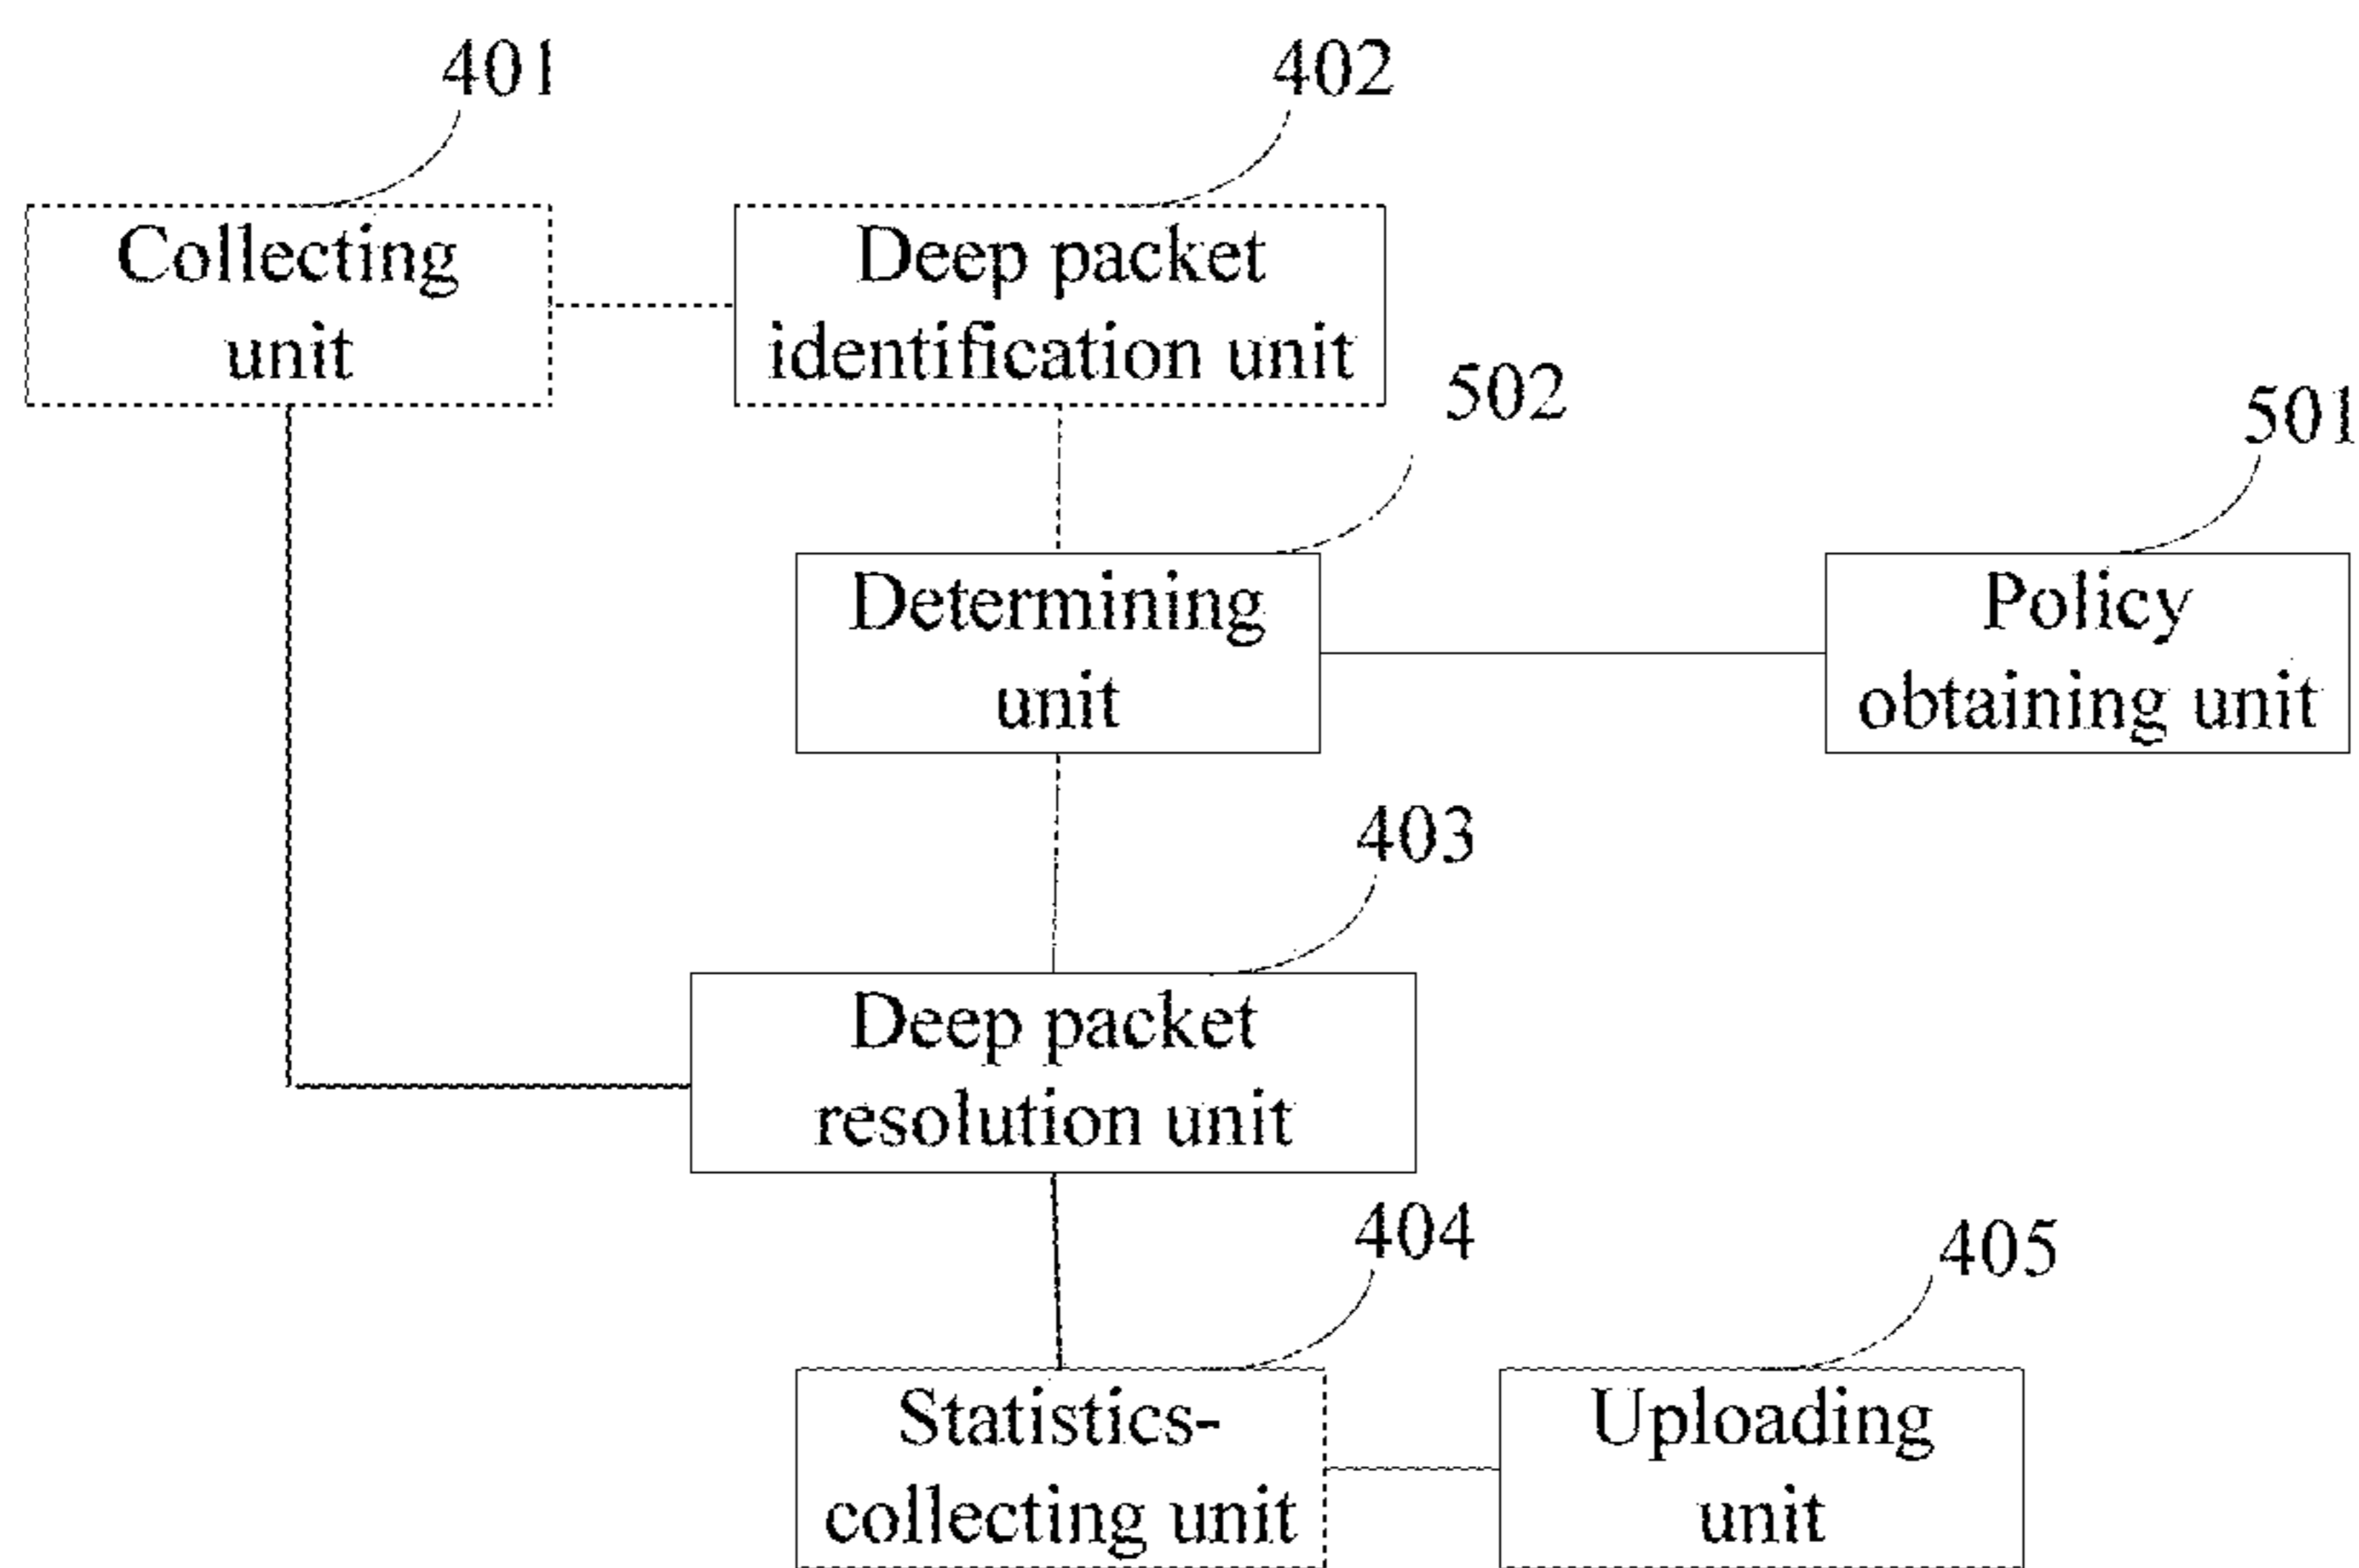 401
402
Collecting
unit
Deep packet
identification unit
502
501
Determining
unit
Policy
obtaining unit
403
Deep packet
resolution unit
404
405
Statistics-
collecting unit
Uploading
unit